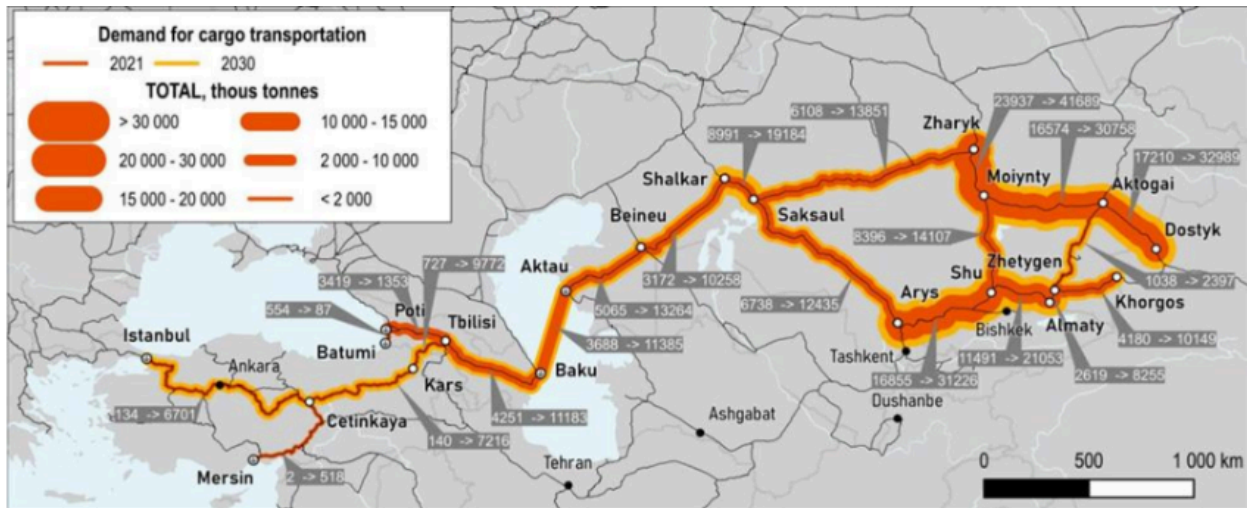 Demand for cargo transportation
2021 2030
TOTAL, thous tonnes
> 30 000 10 000 - 15 000
20 000 - 30 000 2 000 - 10 000
15 000 - 20 000 < 2 000
6108 -> 13851
Zharyk
23937 -> 41689
16574 -> 30758
8991 -> 19184
17210 -> 32989
Shalkar
Moiynty
Aktogai
Saksaul
Beineu
8396 -> 14107
Dostyk
727 -> 9772
Zhetygen
3419 -> 1353
Aktau
3172 -> 10258
Shu
1038 -> 2397
554 -> 87
Poti
5065 -> 13264
6738 -> 12435
Arys
Khorgos
Istanbul
Tbilisi
Bishkek
Batumi
3688 -> 11385
Almaty
4180 -> 10149
Ankara
Tashkent
11491 -> 21053
Kars
Baku
16855 -> 31226
2619 -> 8255
134 -> 6701
Dushanbe
Cetinkaya
4251 -> 11183
Ashgabat
140 -> 7216
Tehran
0 500 1 000 km
Mersin
2 -> 518